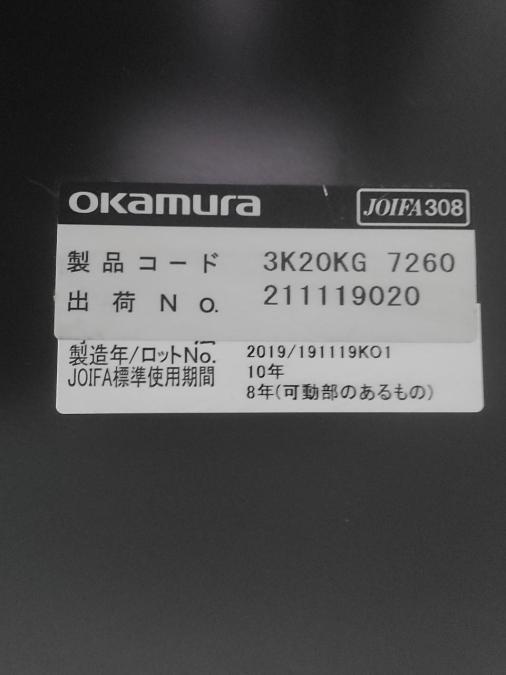 okamura
JOIFA308
製品コード 3K20KG 7260
出荷No. 211119020
製造年/ロットNo. 2019/191119K01
JOIFA標準使用期間 10年
8年(可動部のあるもの)